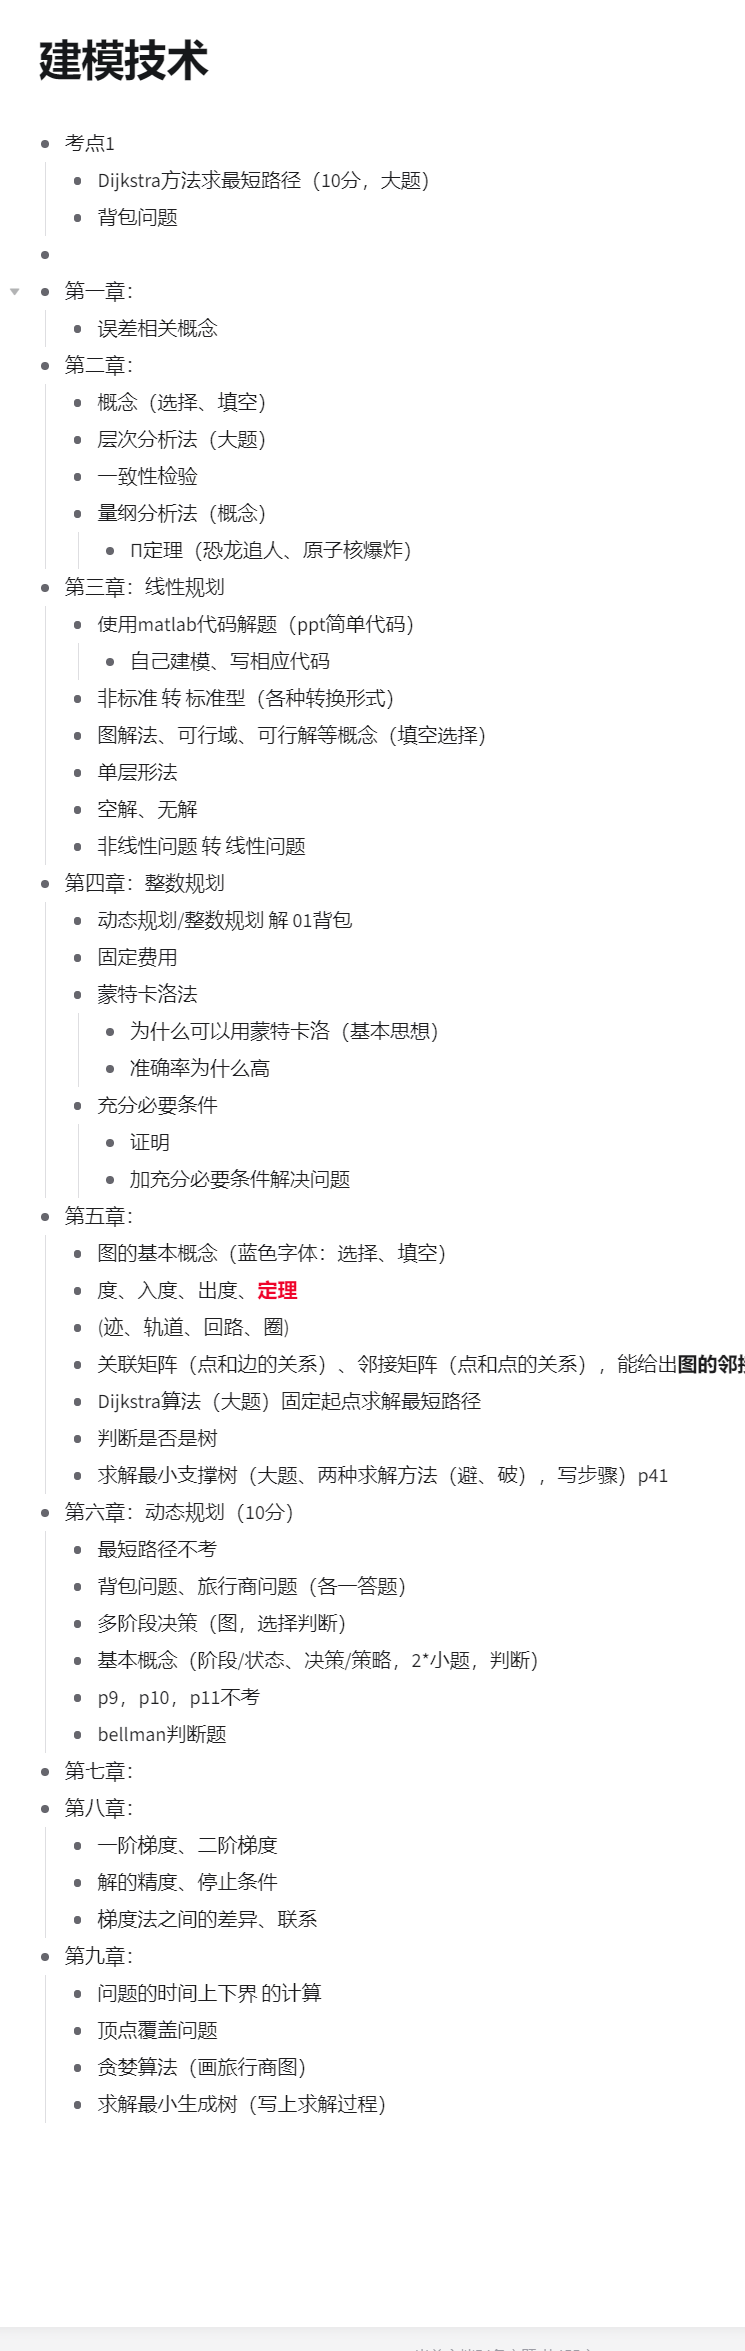 建模技术
考点1
Dijkstra方法求最短路径（10分，大题）
背包问题
第一章：
误差相关概念
第二章：
概念（选择、填空）
层次分析法（大题）
一致性检验
量纲分析法（概念）
Π定理（恐龙追人、原子核爆炸）
第三章：线性规划
使用matlab代码解题（ppt简单代码）
自己建模、写相应代码
非标准 转 标准型（各种转换形式）
图解法、可行域、可行解等概念（填空选择）
单层形法
空解、无解
非线性问题 转 线性问题
第四章：整数规划
动态规划/整数规划 解 01背包
固定费用
蒙特卡洛法
为什么可以用蒙特卡洛（基本思想）
准确率为什么高
充分必要条件
证明
加充分必要条件解决问题
第五章：
图的基本概念（蓝色字体：选择、填空）
度、入度、出度、定理
(迹、轨道、回路、圈)
关联矩阵（点和边的关系）、邻接矩阵（点和点的关系），能给出图的邻
Dijkstra算法（大题）固定起点求解最短路径
判断是否是树
求解最小支撑树（大题、两种求解方法（避、破），写步骤）p41
第六章：动态规划（10分）
最短路径不考
背包问题、旅行商问题（各一答题）
多阶段决策（图，选择判断）
基本概念（阶段/状态、决策/策略，2*小题，判断）
p9，p10，p11不考
bellman判断题
第七章：
第八章：
一阶梯度、二阶梯度
解的精度、停止条件
梯度法之间的差异、联系
第九章：
问题的时间上下界 的计算
顶点覆盖问题
贪婪算法（画旅行商图）
求解最小生成树（写上求解过程）